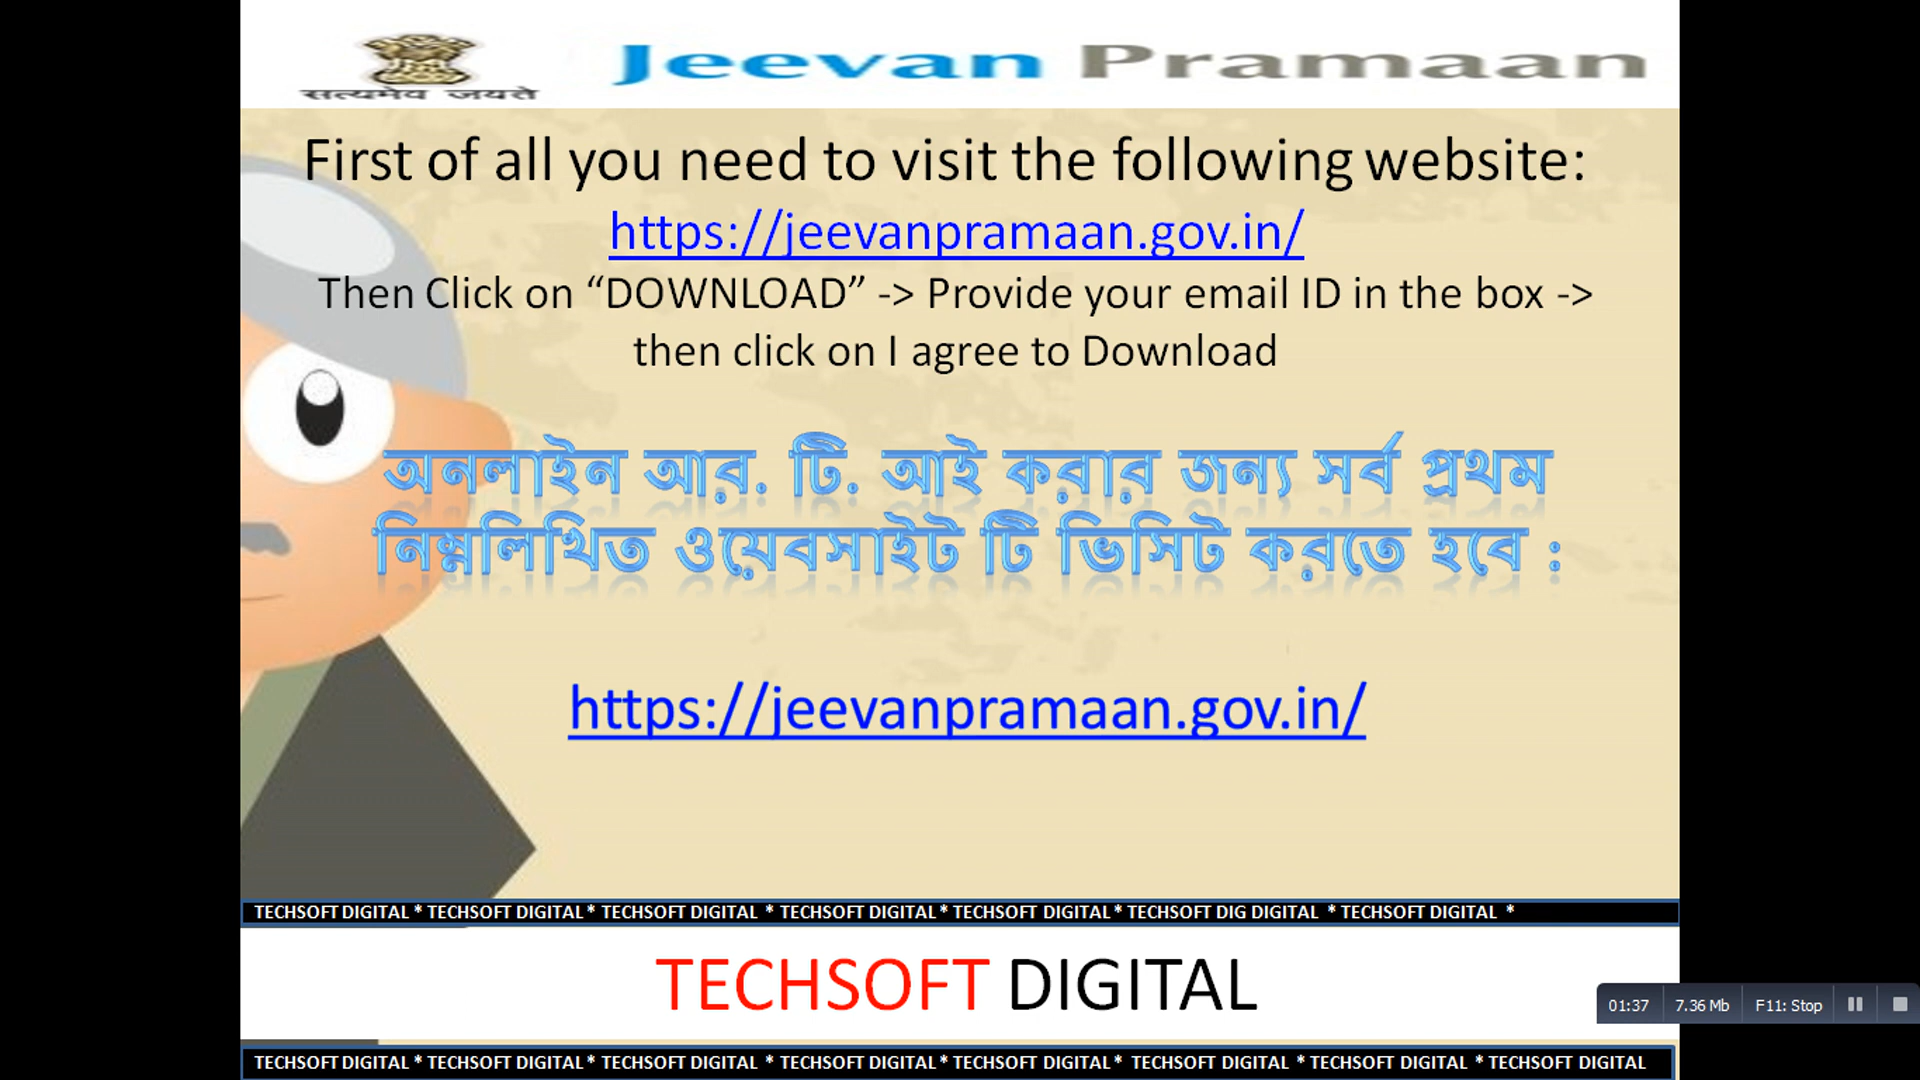 सत्यमेव जयते
Jeevan Pramaan
First of all you need to visit the following website:
https://jeevanpramaan.gov.in/
Then Click on “DOWNLOAD” -> Provide your email ID in the box ->
then click on I agree to Download
অনলাইন আর. টি. আই করার জন্য সর্ব প্রথম
নিম্নলিখিত ওয়েবসাইট টি ভিসিট করতে হবে :
https://jeevanpramaan.gov.in/
TECHSOFT DIGITAL * TECHSOFT DIGITAL * TECHSOFT DIGITAL * TECHSOFT DIGITAL * TECHSOFT DIGITAL * TECHSOFT DIG DIGITAL * TECHSOFT DIGITAL *
TECHSOFT DIGITAL
01:37 7.36 Mb F11: Stop
TECHSOFT DIGITAL * TECHSOFT DIGITAL * TECHSOFT DIGITAL * TECHSOFT DIGITAL * TECHSOFT DIGITAL * TECHSOFT DIGITAL * TECHSOFT DIGITAL * TECHSOFT DIGITAL